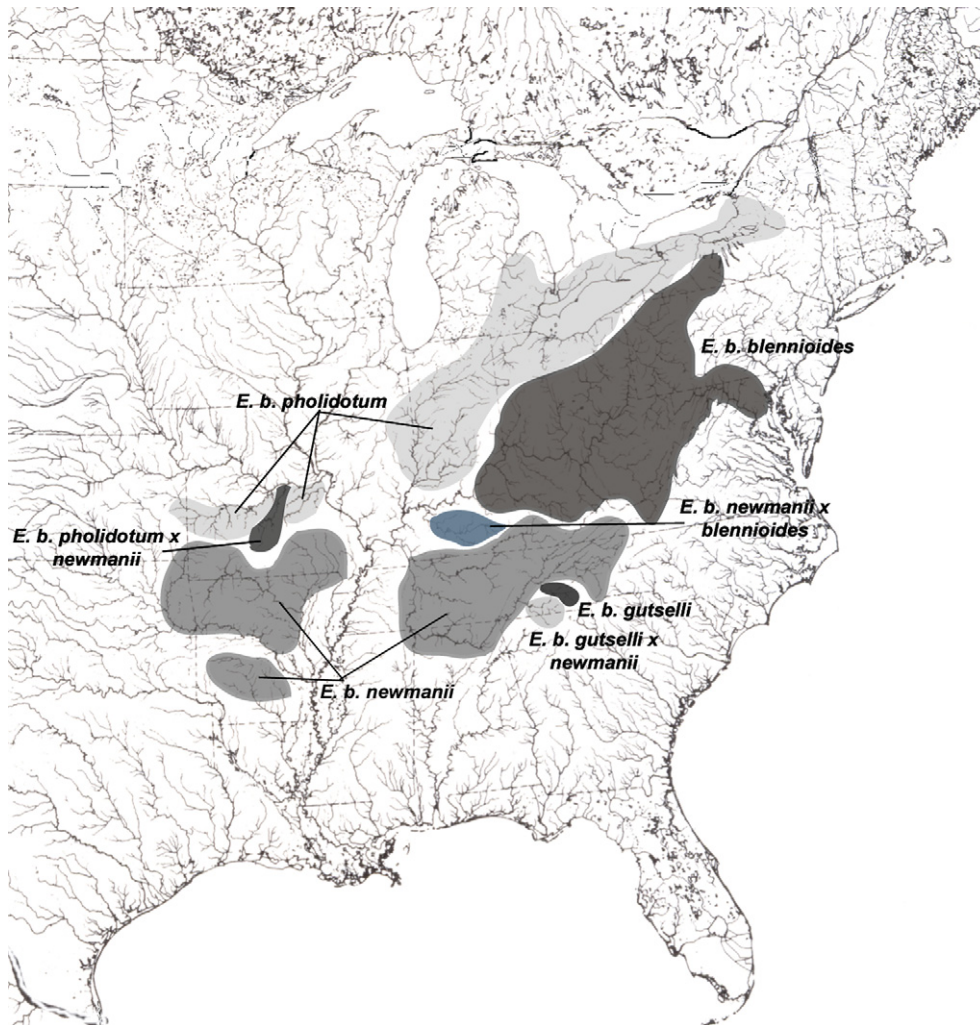 E. b. blennioides
E. b. pholidotum
E. b. newmanii x
blennioides
E. b. pholidotum x
newmanii
E. b. gutselli
E. b. gutselli x
newmanii
E. b. newmanii